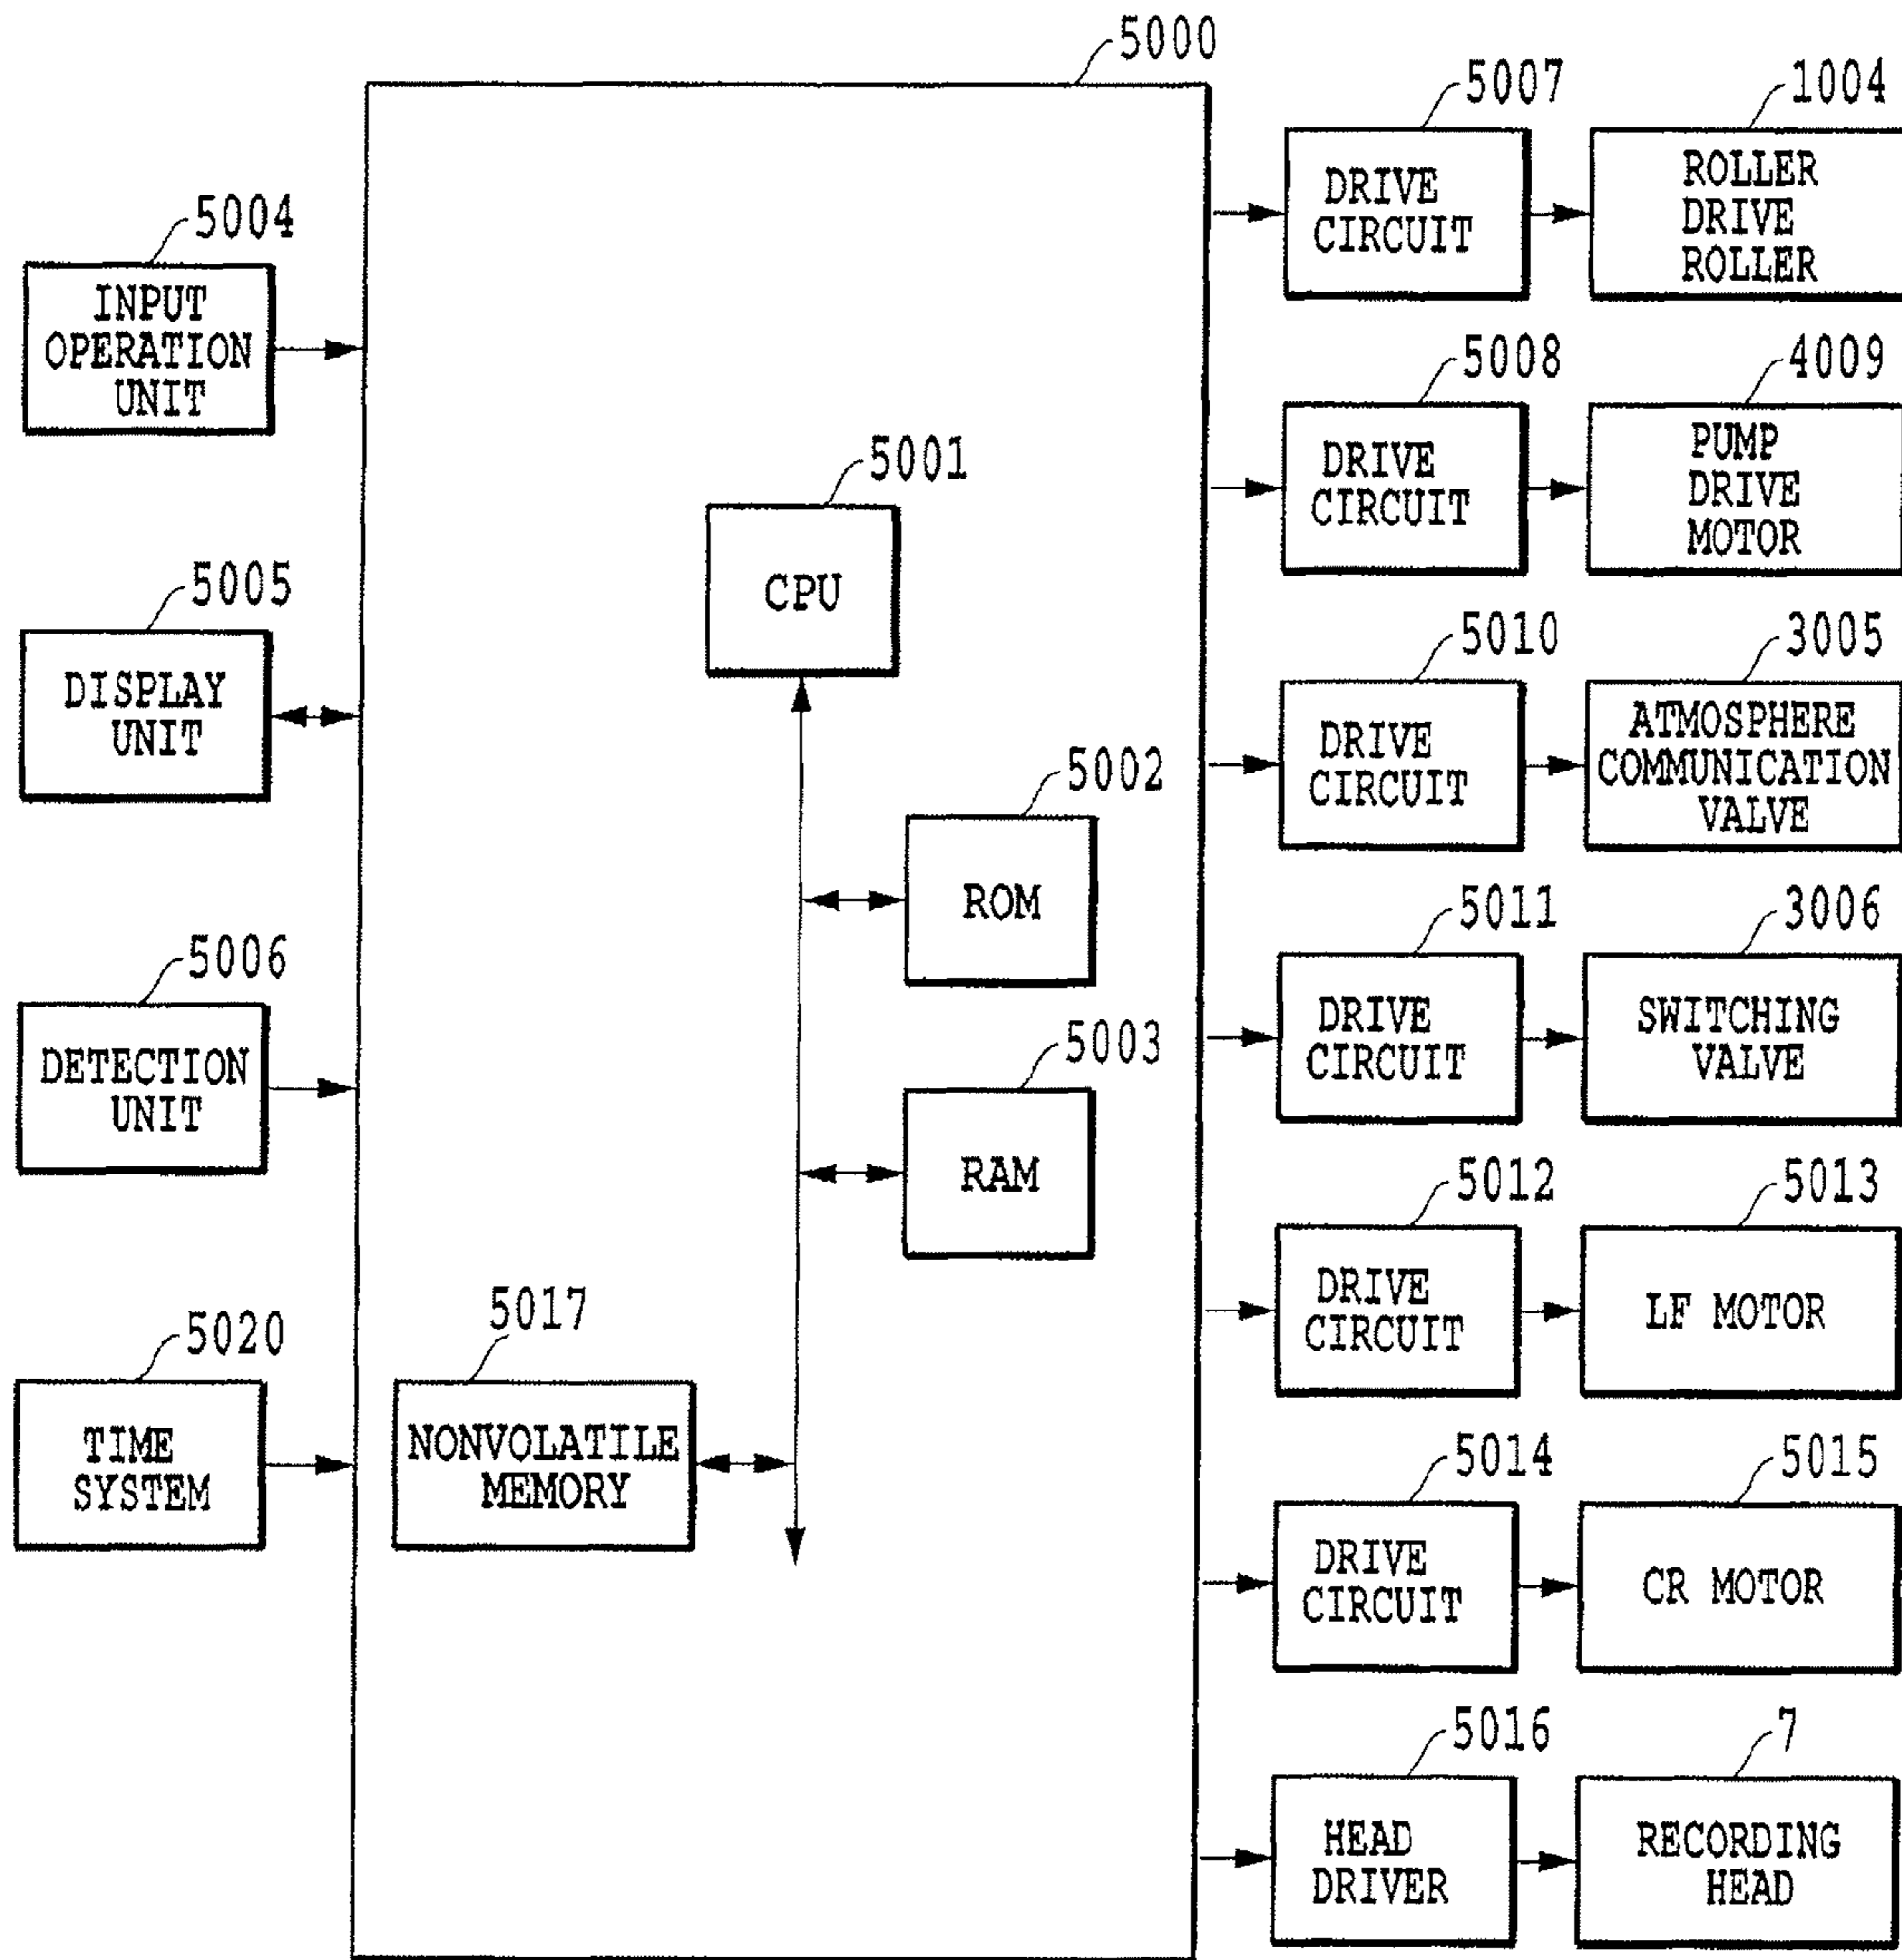 5000
5007
1004
DRIVE
CIRCUIT
ROLLER
DRIVE
ROLLER
5004
INPUT
OPERATION
UNIT
5008
4009
DRIVE
CIRCUIT
PUMP
DRIVE
MOTOR
5001
CPU
5005
DISPLAY
UNIT
5010
3005
DRIVE
CIRCUIT
ATMOSPHERE
COMMUNICATION
VALVE
5002
ROM
5006
DETECTION
UNIT
5011
3006
DRIVE
CIRCUIT
SWITCHING
VALVE
5003
RAM
5012
5013
DRIVE
CIRCUIT
LF MOTOR
5020
TIME
SYSTEM
5017
NONVOLATILE
MEMORY
5014
5015
DRIVE
CIRCUIT
CR MOTOR
5016
7
HEAD
DRIVER
RECORDING
HEAD